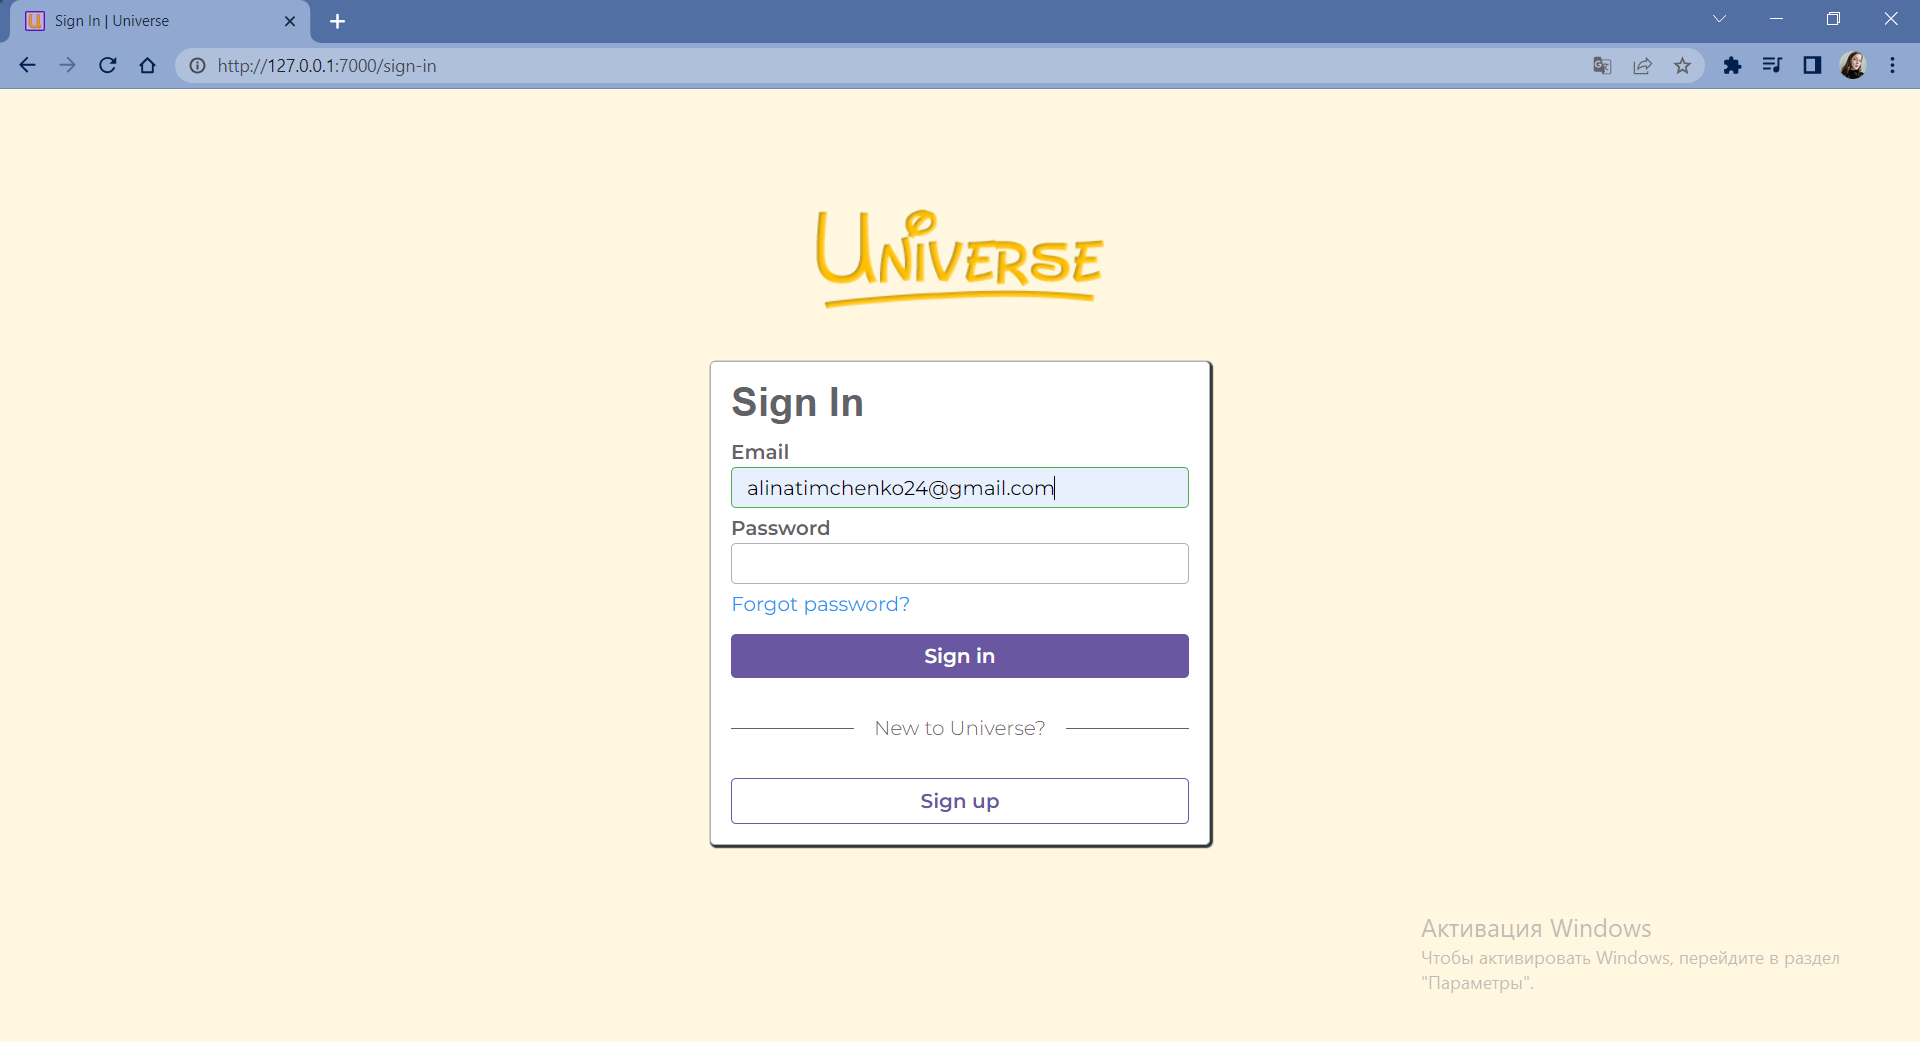 Sign In | Universe
http://127.0.0.1:7000/sign-in
UNIVERSE
Sign In
Email
alinatimchenko24@gmail.com
Password
Forgot password?
Sign in
New to Universe?
Sign up
Активация Windows
Чтобы активировать Windows, перейдите в раздел
"Параметры".